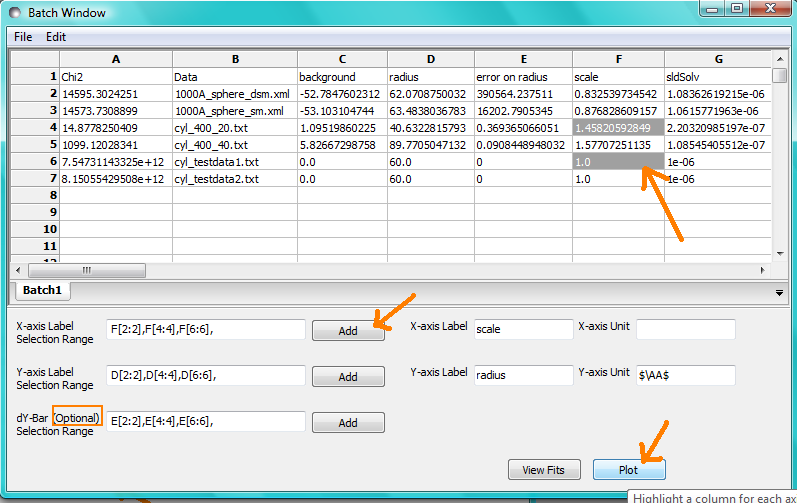 Batch Window
File Edit
A B C D E F G
1 Chi2 Data background radius error on radius scale sldSolv
2 14595.3024251 1000A_sphere_dsm.xml -52.7847602312 62.0708750032 390564.237511 0.832539734542 1.08362619215e-06
3 14573.7308899 1000A_sphere_sm.xml -53.103104744 63.4838036783 16202.7905345 0.876828609157 1.0615771963e-06
4 14.8778250409 cyl_400_20.txt 1.09519860225 40.6322815793 0.369365066051 1.45820592849 2.20320985197e-07
5 1099.12028341 cyl_400_40.txt 5.82667298758 89.7705047132 0.0908448948032 1.57707251135 1.08545405512e-07
6 7.54731143325e+12 cyl_testdata1.txt 0.0 60.0 0 1.0 1e-06
7 8.15055429508e+12 cyl_testdata2.txt 0.0 60.0 0 1.0 1e-06
8
9
10
11
Batch1
X-axis Label
Selection Range
F[2:2],F[4:4],F[6:6],
Add
X-axis Label
scale
X-axis Unit
Y-axis Label
Selection Range
D[2:2],D[4:4],D[6:6],
Add
Y-axis Label
radius
Y-axis Unit
$\AA$
dY-Bar (Optional)
Selection Range
E[2:2],E[4:4],E[6:6],
Add
View Fits
Plot
Highlight a column for each ax